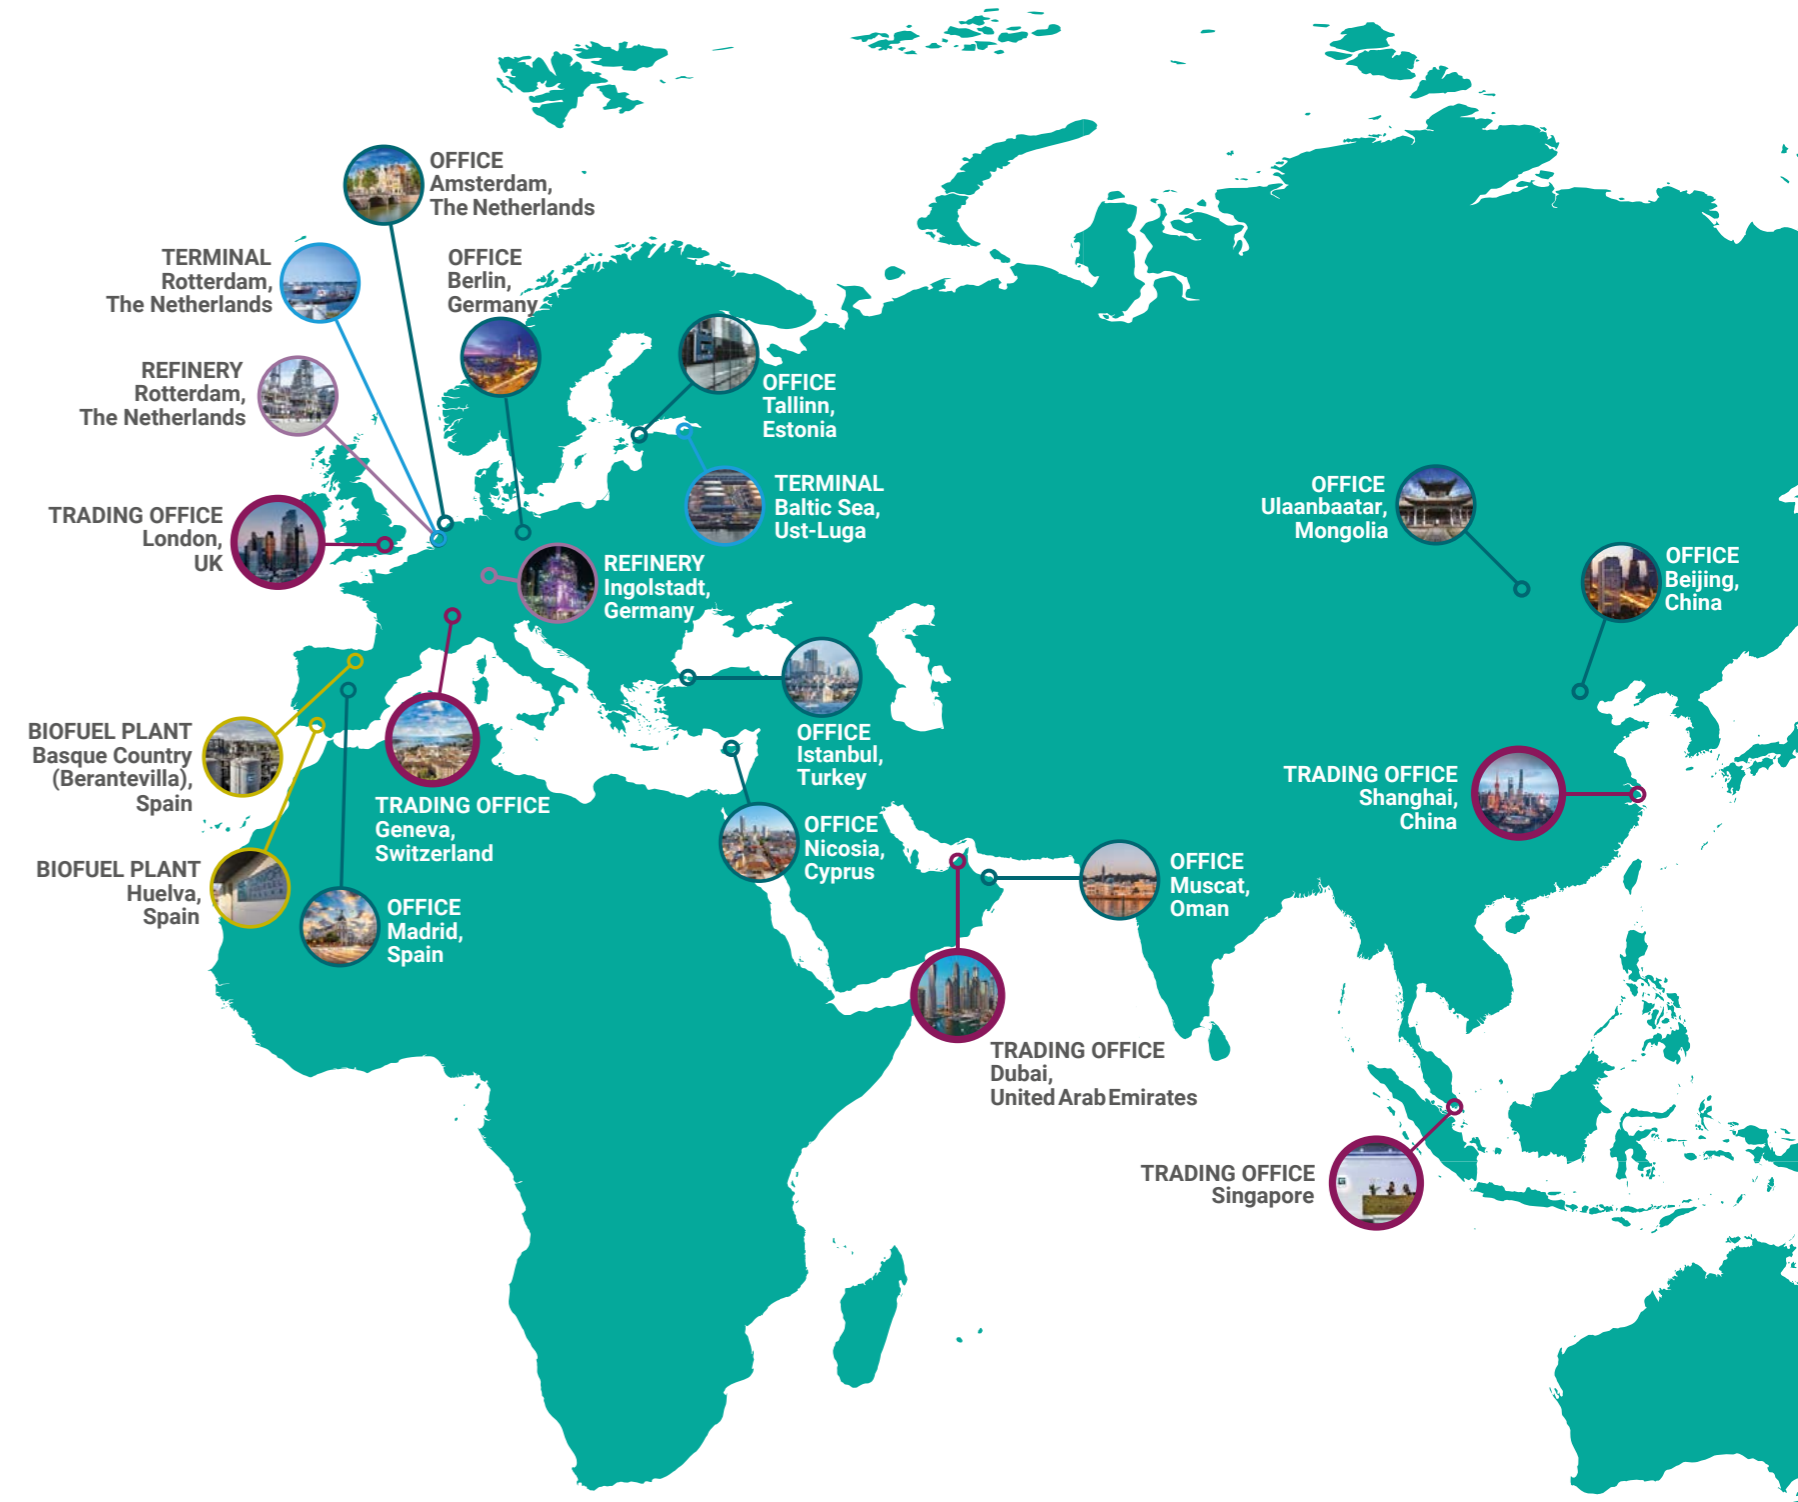 OFFICE
Amsterdam,
The Netherlands
TERMINAL
Rotterdam,
The Netherlands
OFFICE
Berlin,
Germany
REFINERY
Rotterdam,
The Netherlands
OFFICE
Tallinn,
Estonia
TRADING OFFICE
London,
UK
TERMINAL
Baltic Sea,
Ust-Luga
REFINERY
Ingolstadt,
Germany
OFFICE
Ulaanbaatar,
Mongolia
OFFICE
Beijing,
China
BIOFUEL PLANT
Basque Country
(Berantevilla),
Spain
OFFICE
Istanbul,
Turkey
TRADING OFFICE
Shanghai,
China
TRADING OFFICE
Geneva,
Switzerland
OFFICE
Nicosia,
Cyprus
BIOFUEL PLANT
Huelva,
Spain
OFFICE
Muscat,
Oman
OFFICE
Madrid,
Spain
TRADING OFFICE
Dubai,
United Arab Emirates
TRADING OFFICE
Singapore